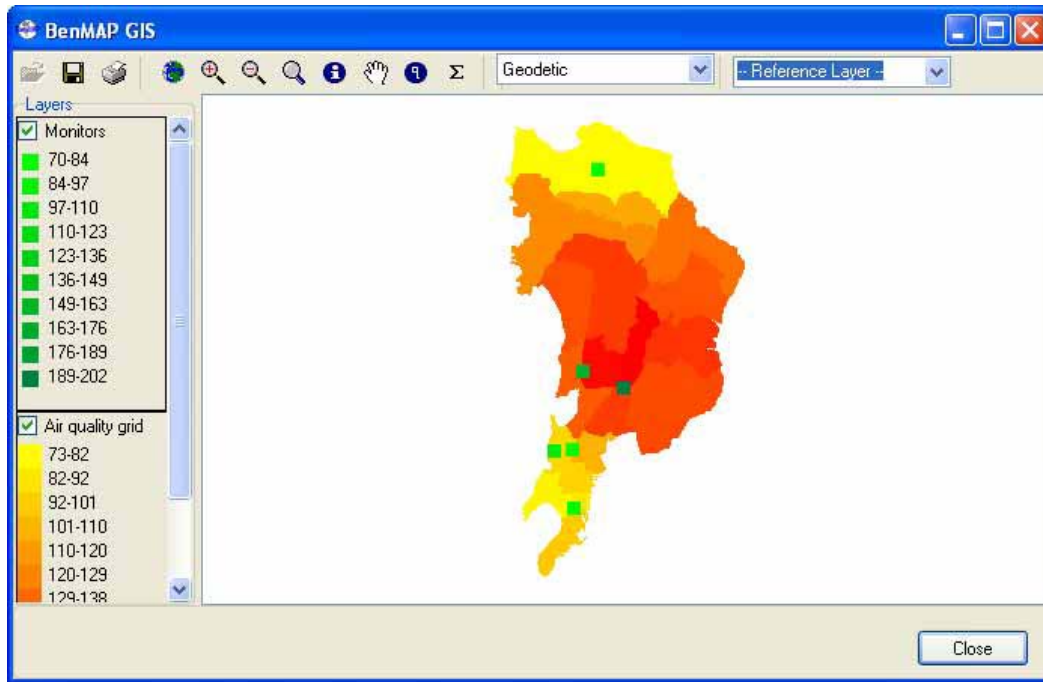 BenMAP GIS
Σ
Geodetic
-- Reference Layer --
Layers
Monitors
70-84
84-97
97-110
110-123
123-136
136-149
149-163
163-176
176-189
189-202
Air quality grid
73-82
82-92
92-101
101-110
110-120
120-129
129-138
Close